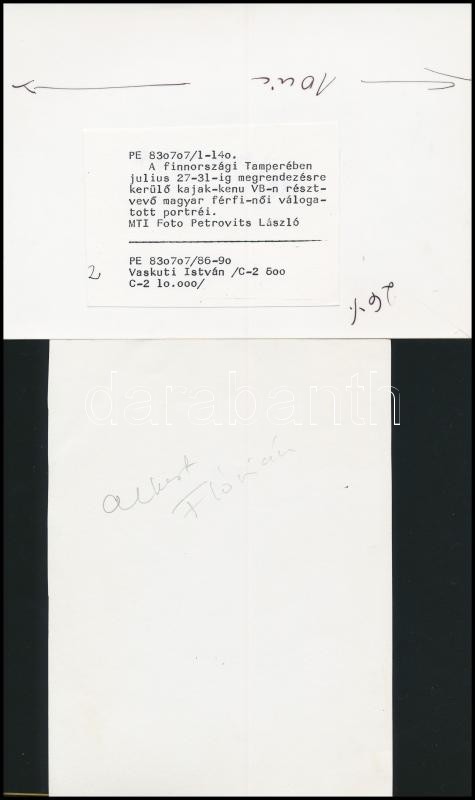 10 cic
PE 83o7o7/1-14o.
A finnországi Tamperében
julius 27-31-ig megrendezésre
kerülő kajak-kenu VB-n részt-
vevő magyar férfi-női váloga-
tott portréi.
MTI Foto Petrovits László
PE 83o7o7/86-9o
Vaskuti István /C-2 5oo
C-2 lo.ooo/
2
26%
darabanth
Albert
Flórián